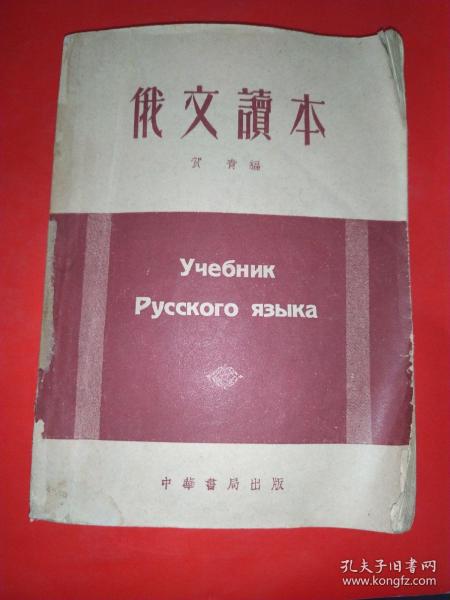 俄文讀本
賀青編
Учебник
Русского языка
中華書局出版
孔夫子旧书网
www.kongfz.com